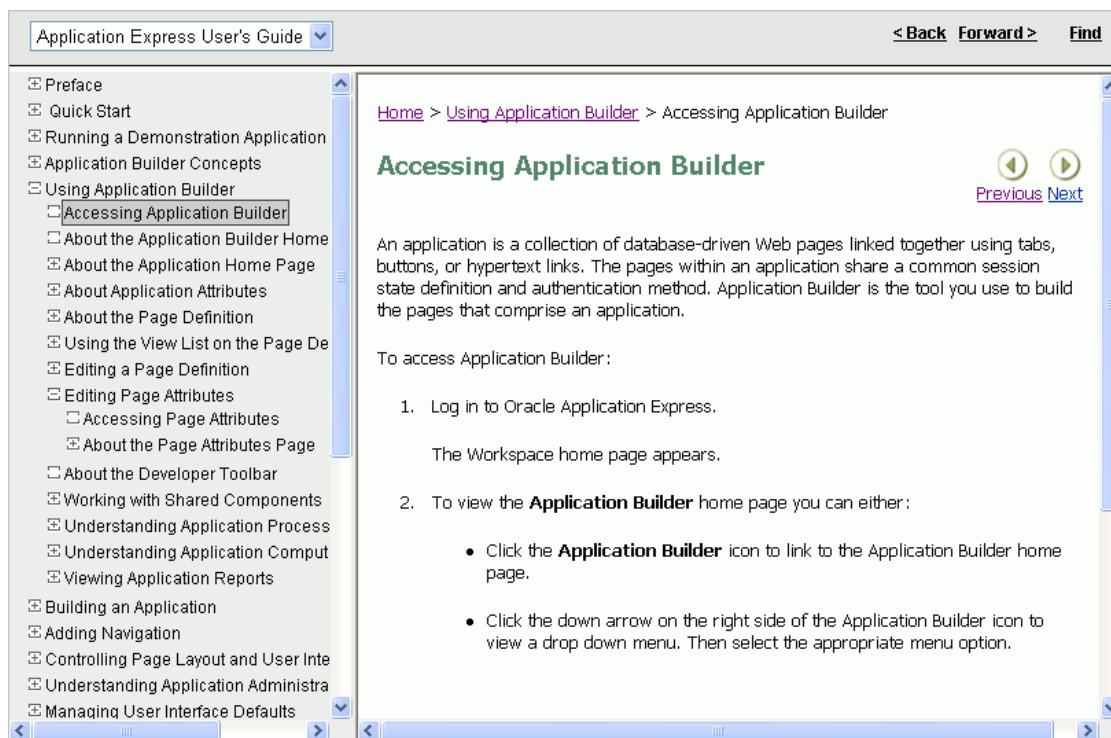 Application Express User's Guide
< Back Forward > Find
Preface
Quick Start
Running a Demonstration Application
Application Builder Concepts
Using Application Builder
Accessing Application Builder
About the Application Builder Home
About the Application Home Page
About Application Attributes
About the Page Definition
Using the View List on the Page De
Editing a Page Definition
Editing Page Attributes
Accessing Page Attributes
About the Page Attributes Page
About the Developer Toolbar
Working with Shared Components
Understanding Application Process
Understanding Application Comput
Viewing Application Reports
Building an Application
Adding Navigation
Controlling Page Layout and User Inte
Understanding Application Administra
Managing User Interface Defaults
Home > Using Application Builder > Accessing Application Builder
Accessing Application Builder
Previous Next
An application is a collection of database-driven Web pages linked together using tabs,
buttons, or hypertext links. The pages within an application share a common session
state definition and authentication method. Application Builder is the tool you use to build
the pages that comprise an application.
To access Application Builder:
1. Log in to Oracle Application Express.
The Workspace home page appears.
2. To view the Application Builder home page you can either:
• Click the Application Builder icon to link to the Application Builder home
page.
• Click the down arrow on the right side of the Application Builder icon to
view a drop down menu. Then select the appropriate menu option.